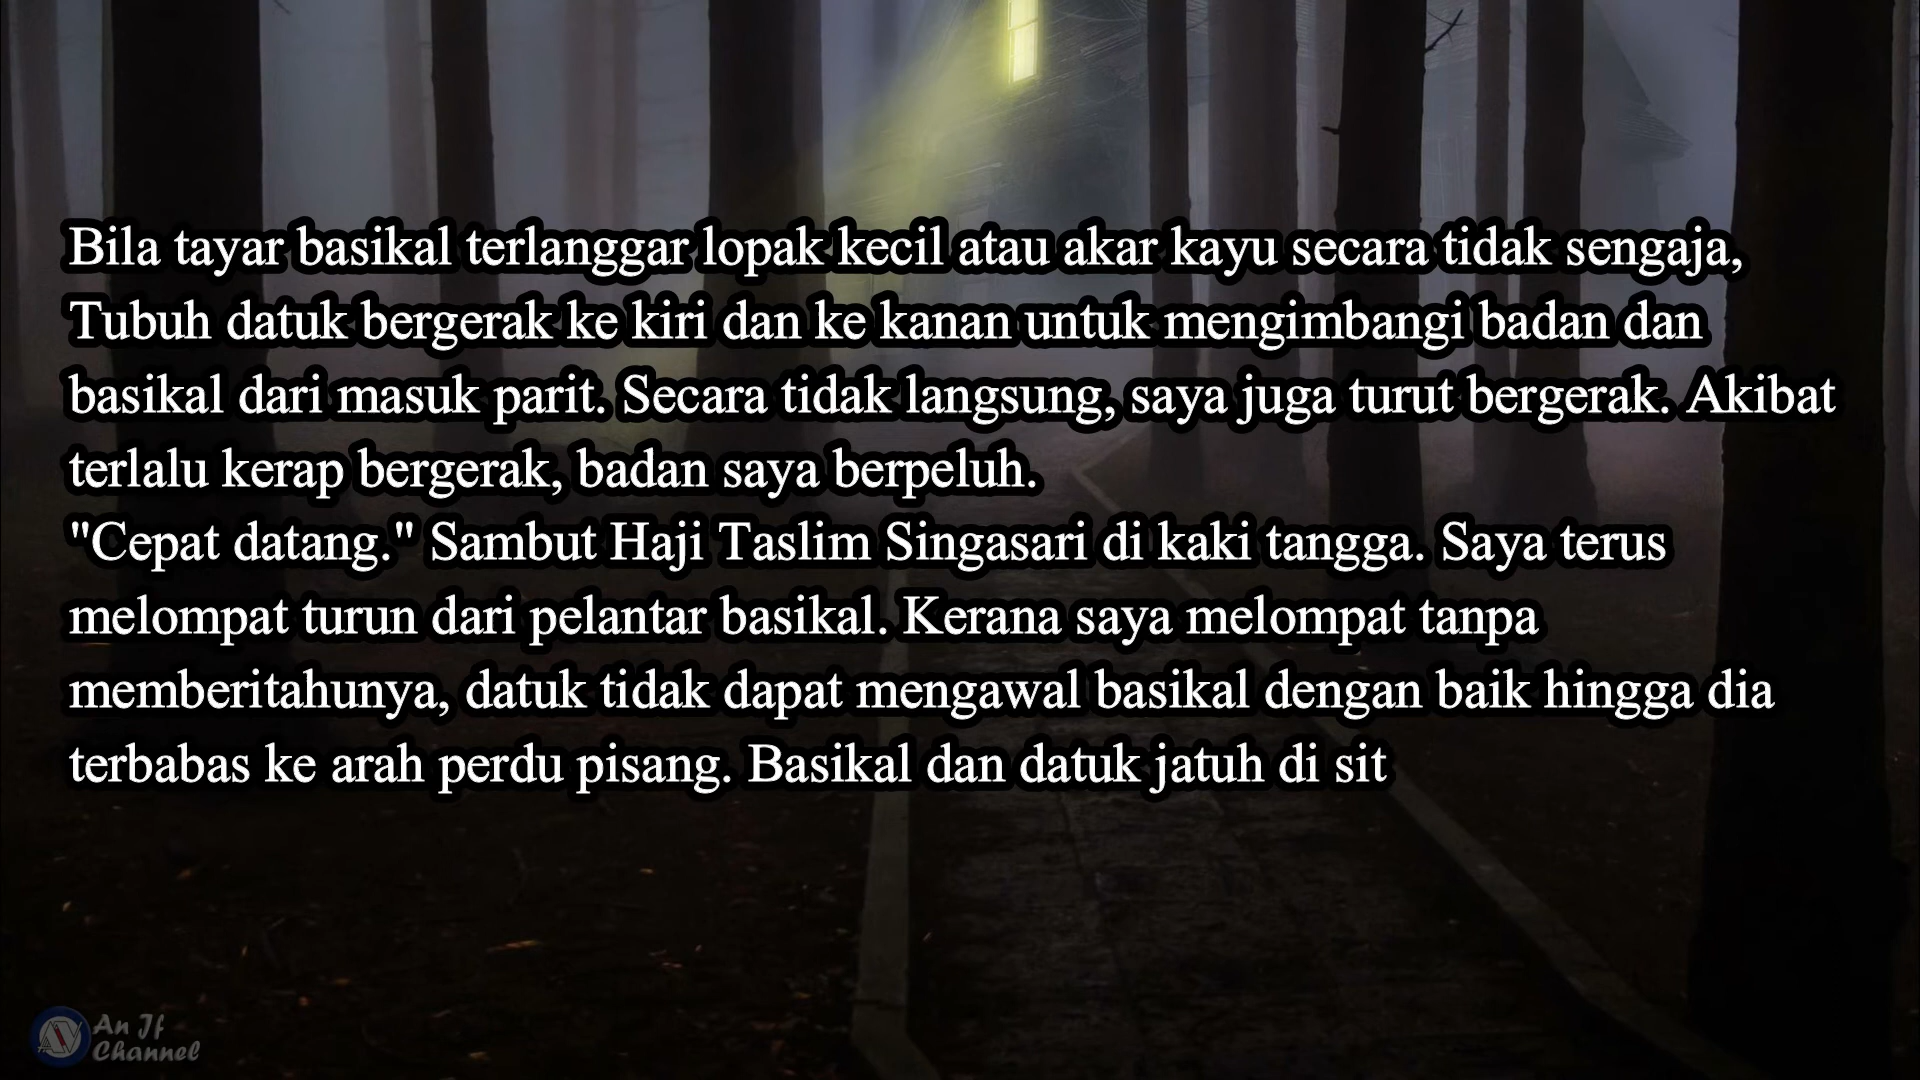 Bila tayar basikal terlanggar lopak kecil atau akar kayu secara tidak sengaja,
Tubuh datuk bergerak ke kiri dan ke kanan untuk mengimbangi badan dan
basikal dari masuk parit. Secara tidak langsung, saya juga turut bergerak. Akibat
terlalu kerap bergerak, badan saya berpeluh.
"Cepat datang." Sambut Haji Taslim Singasari di kaki tangga. Saya terus
melompat turun dari pelantar basikal. Kerana saya melompat tanpa
memberitahunya, datuk tidak dapat mengawal basikal dengan baik hingga dia
terbabas ke arah perdu pisang. Basikal dan datuk jatuh di sit
An Jf
Channel